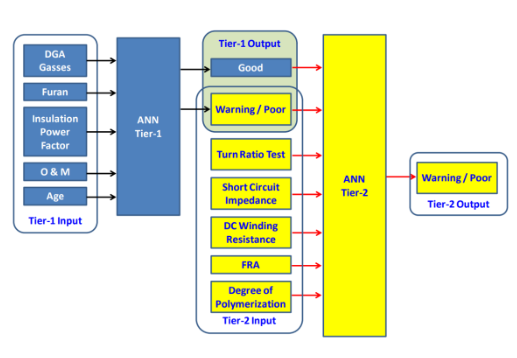 DGA
Gasses
Furan
Insulation
Power
Factor
O & M
Age
Tier-1 Input
ANN
Tier-1
Tier-1 Output
Good
Warning / Poor
Turn Ratio Test
Short Circuit
Impedance
DC Winding
Resistance
FRA
Degree of
Polymerization
Tier-2 Input
ANN
Tier-2
Warning / Poor
Tier-2 Output